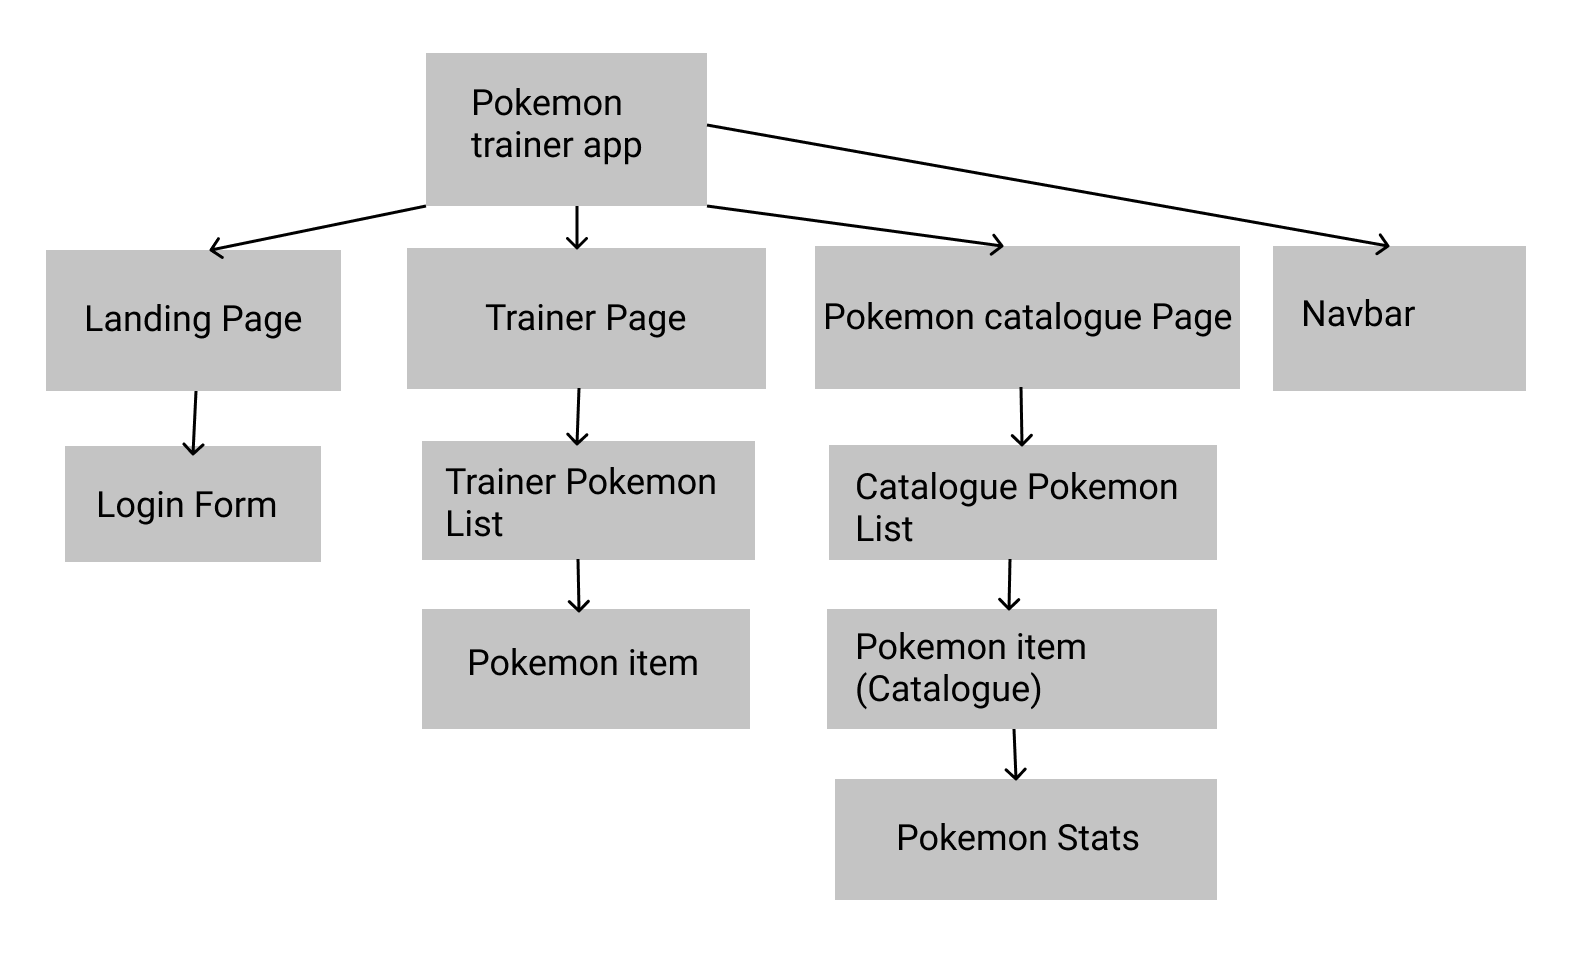 Pokemon
trainer app
Landing Page
Trainer Page
Pokemon catalogue Page
Navbar
Login Form
Trainer Pokemon
List
Catalogue Pokemon
List
Pokemon item
Pokemon item
(Catalogue)
Pokemon Stats